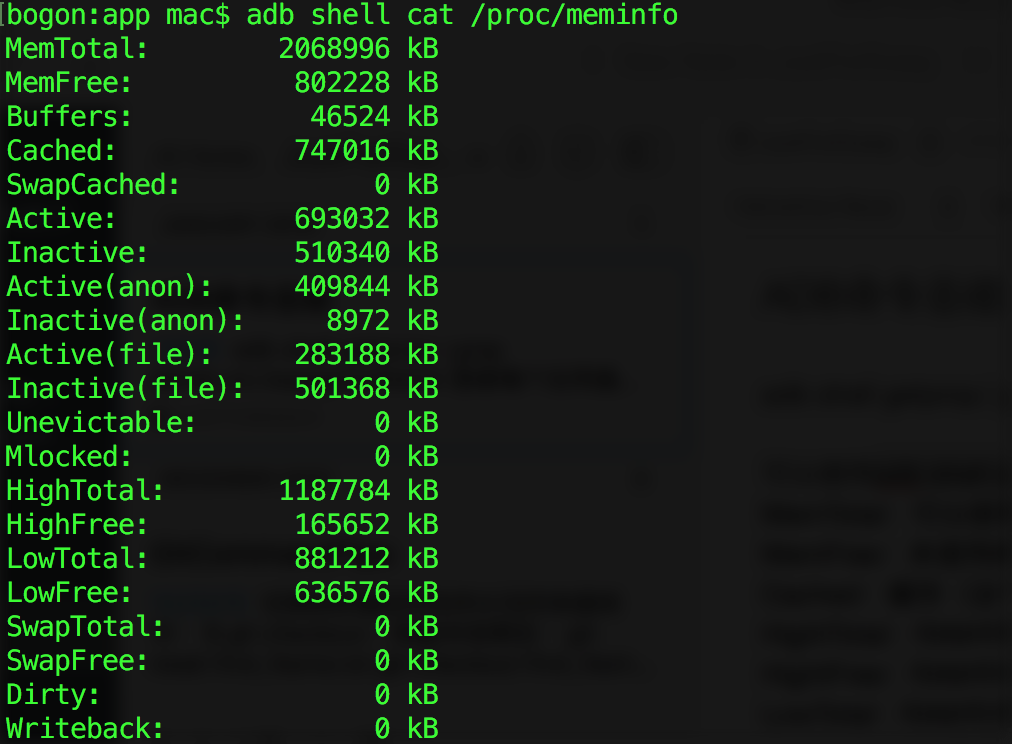 [bogon:app mac$ adb shell cat /proc/meminfo
MemTotal: 2068996 kB
MemFree: 802228 kB
Buffers: 46524 kB
Cached: 747016 kB
SwapCached: 0 kB
Active: 693032 kB
Inactive: 510340 kB
Active(anon): 409844 kB
Inactive(anon): 8972 kB
Active(file): 283188 kB
Inactive(file): 501368 kB
Unevictable: 0 kB
Mlocked: 0 kB
HighTotal: 1187784 kB
HighFree: 165652 kB
LowTotal: 881212 kB
LowFree: 636576 kB
SwapTotal: 0 kB
SwapFree: 0 kB
Dirty: 0 kB
Writeback: 0 kB